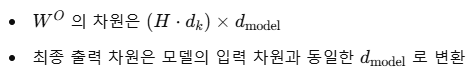 • W^O 의 차원은 (H · d_k) × d_model
• 최종 출력 차원은 모델의 입력 차원과 동일한 d_model 로 변환